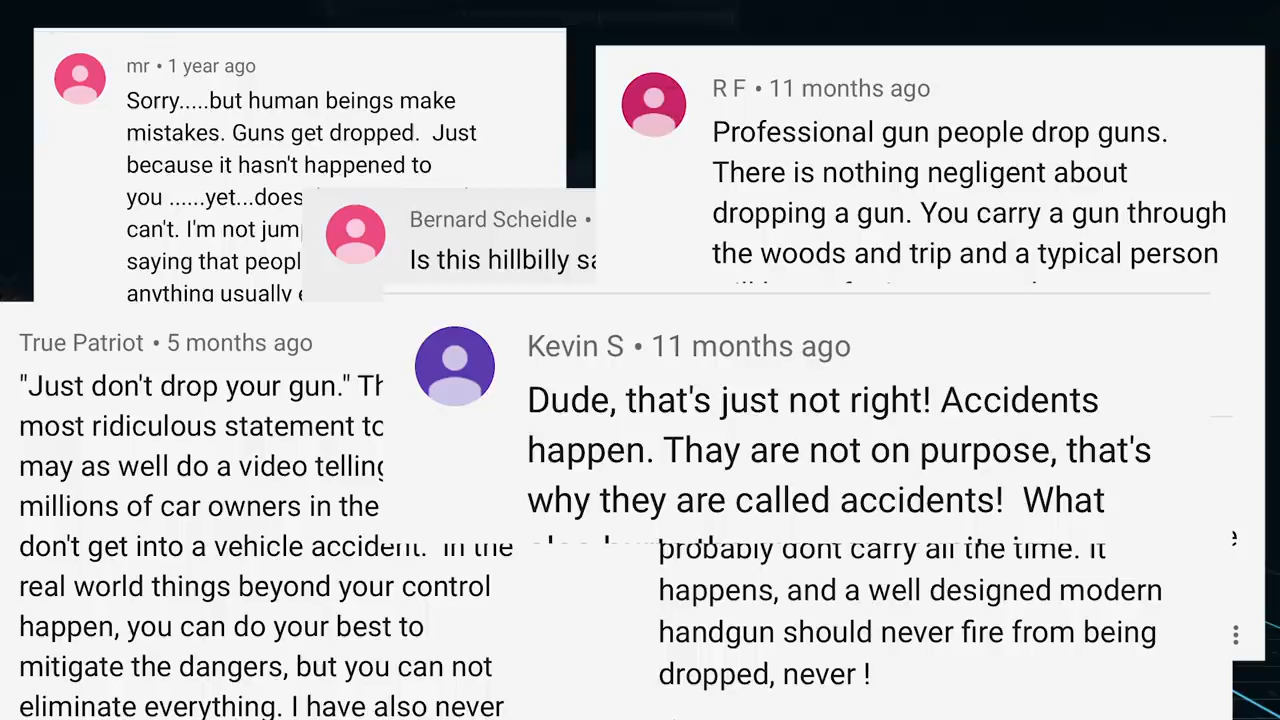 mr • 1 year ago
Sorry.....but human beings make
mistakes. Guns get dropped.  Just
because it hasn't happened to
you ......yet...does
can't. I'm not
saying that
anything usually
Bernard Scheidle •
Is this hillbilly
R F • 11 months ago
Professional gun people drop guns.
There is nothing negligent about
dropping a gun. You carry a gun through
the woods and trip and a typical person
True Patriot • 5 months ago
"Just don't drop your gun."
most ridiculous statement
may as well do a video
millions of car owners in the
don't get into a vehicle accident.  In the
real world things beyond your control
happen, you can do your best to
mitigate the dangers, but you can not
eliminate everything. I have also never
Kevin S • 11 months ago
Dude, that's just not right! Accidents
happen. Thay are not on purpose, that's
why they are called accidents!  What
probably dont carry all the time. It
happens, and a well designed modern
handgun should never fire from being
dropped, never !